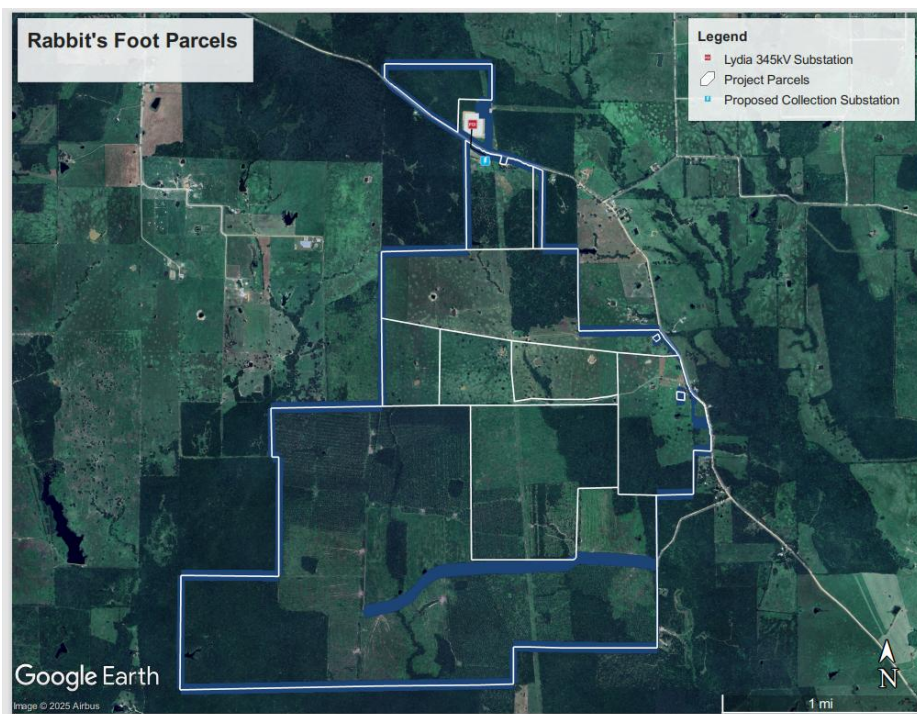 Rabbit's Foot Parcels
Legend
Lydia 345kV Substation
Project Parcels
Proposed Collection Substation
Google Earth
Image © 2025 Airbus
N
1 mi